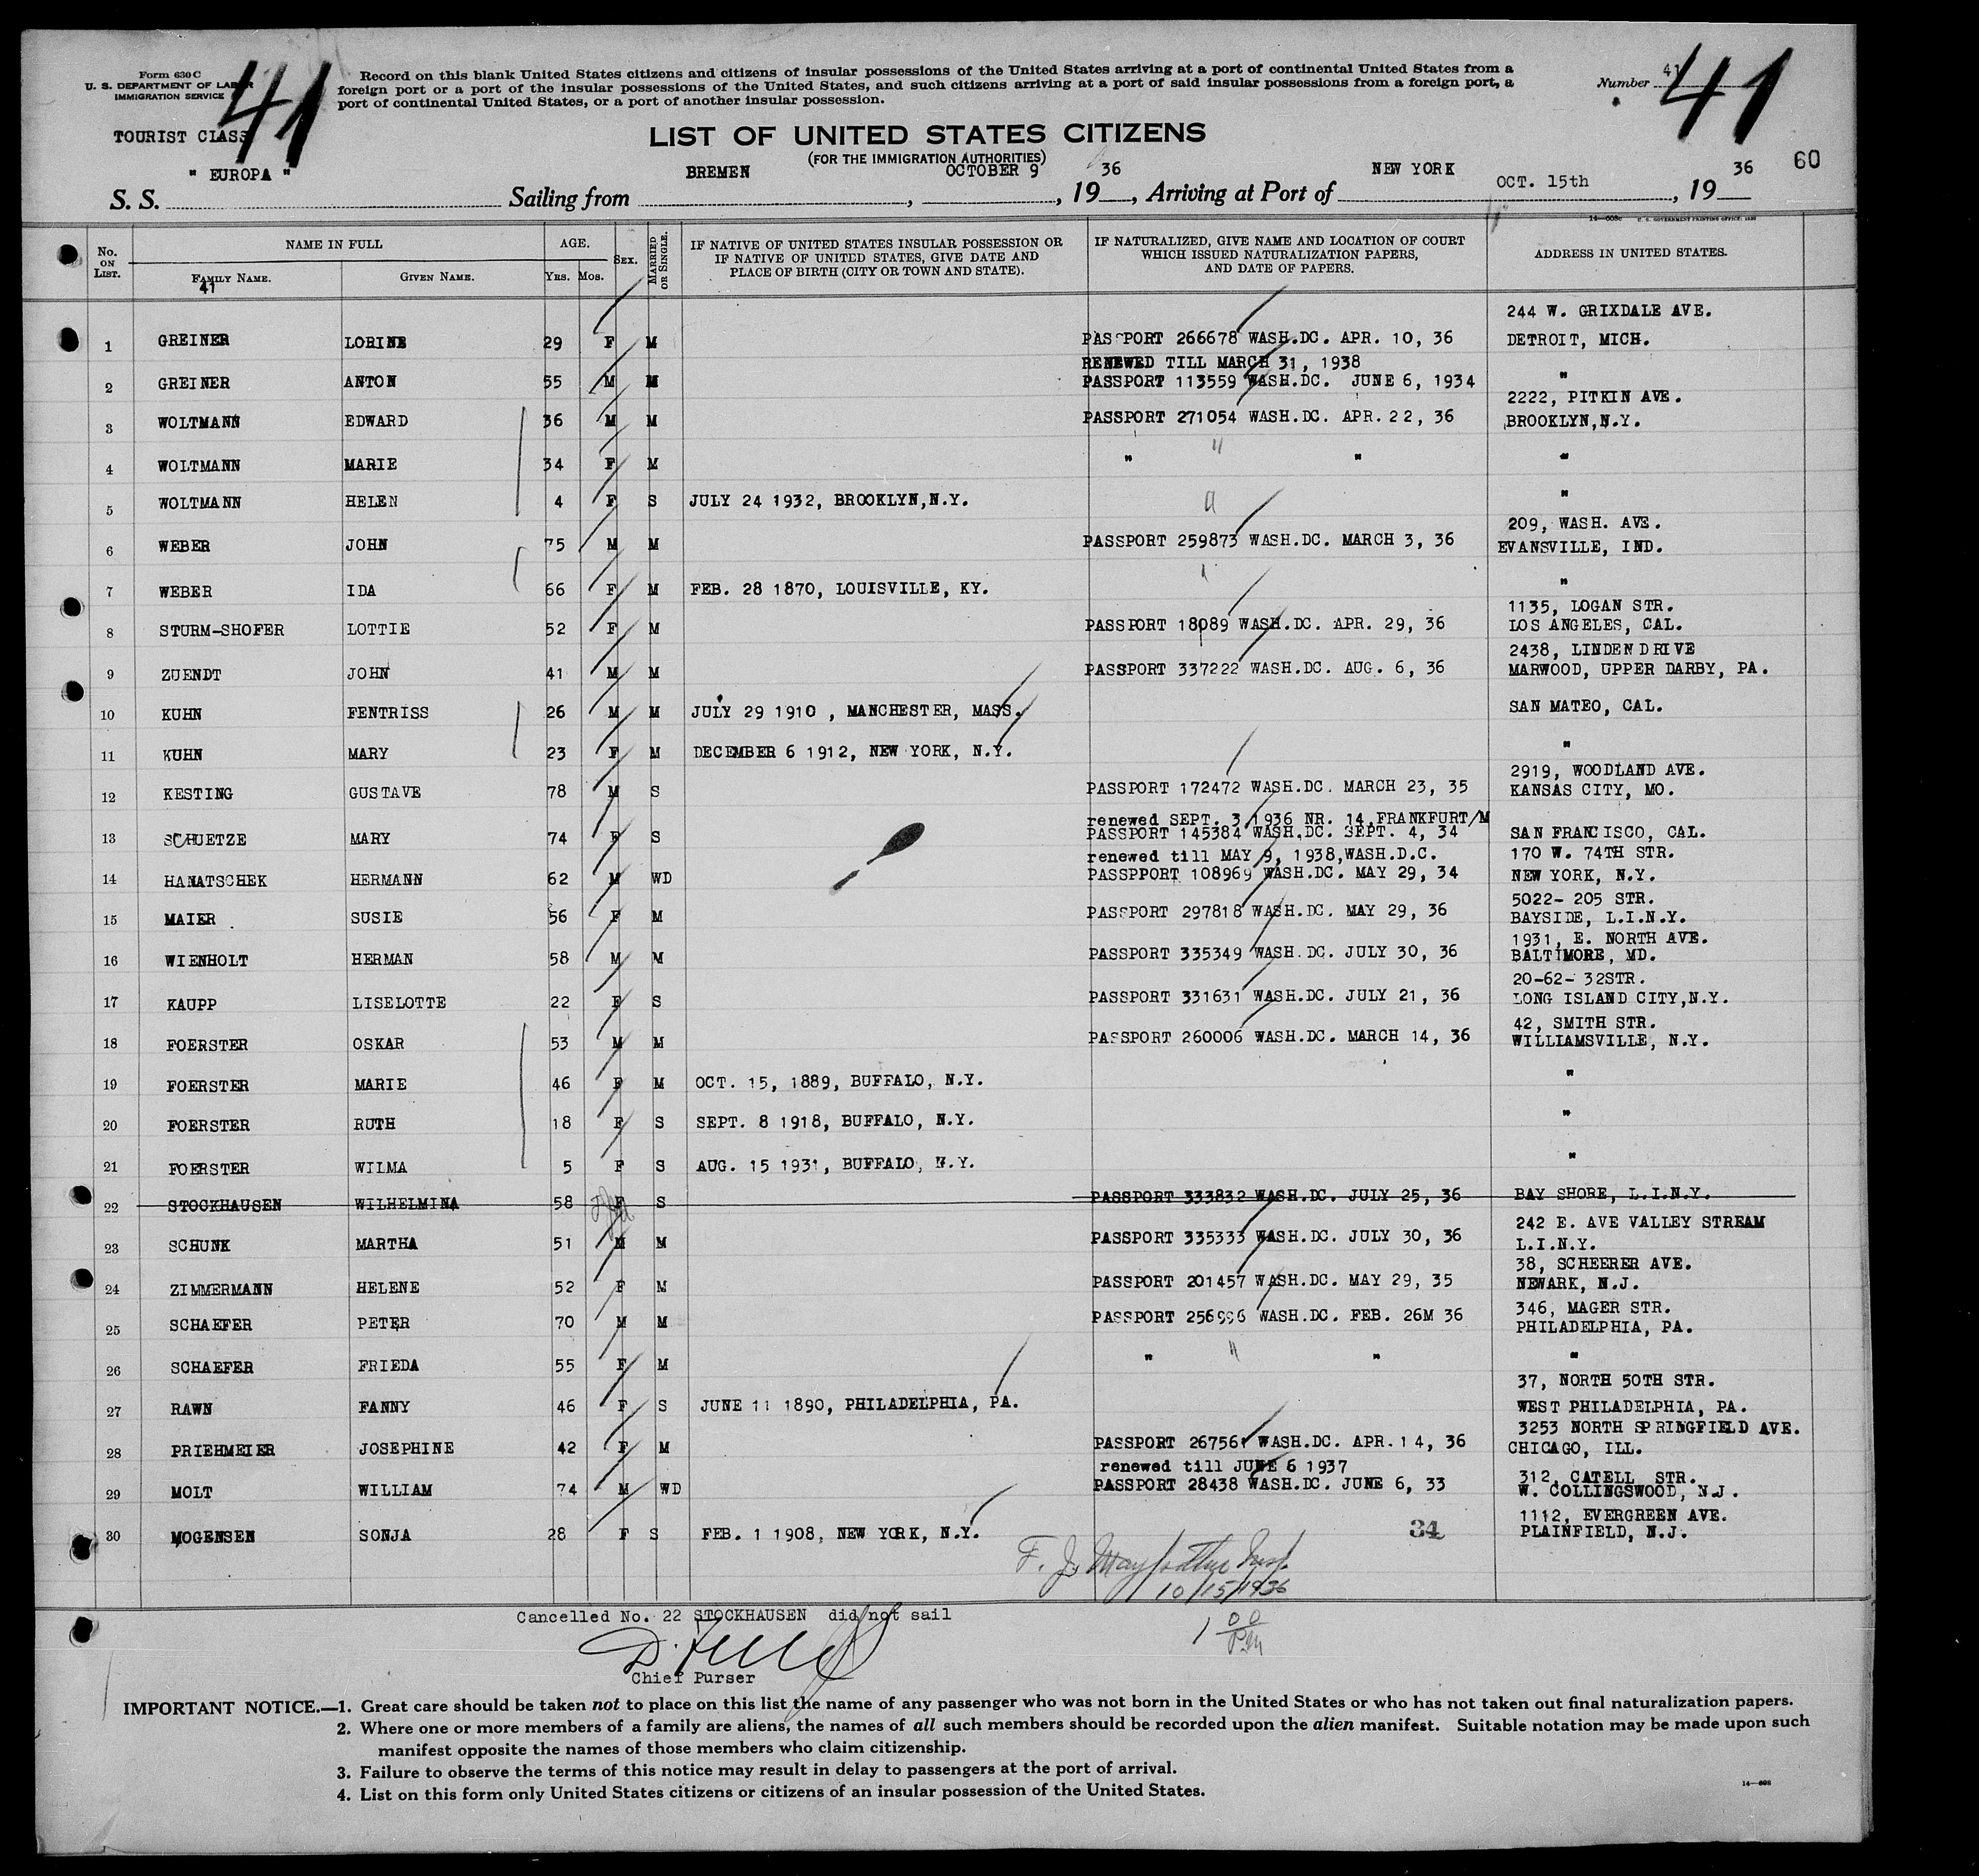 Form 630 C
U. S. DEPARTMENT OF LABOR
IMMIGRATION SERVICE
41
Record on this blank United States citizens and citizens of insular possessions of the United States arriving at a port of continental United States from a
foreign port or a port of the insular possessions of the United States, and such citizens arriving at a port of said insular possessions from a foreign port, a
port of continental United States, or a port of another insular possession.
Number 41
41
TOURIST CLASS
LIST OF UNITED STATES CITIZENS
(FOR THE IMMIGRATION AUTHORITIES)
60
S. S. " EUROPA " Sailing from BREMEN, OCTOBER 9, 1936, Arriving at Port of NEW YORK OCT. 15th, 1936
No. ON LIST. NAME IN FULL FAMILY NAME. GIVEN NAME. AGE. YRS. MOS. SEX. MARRIED OR SINGLE. IF NATIVE OF UNITED STATES INSULAR POSSESSION OR IF NATIVE OF UNITED STATES, GIVE DATE AND PLACE OF BIRTH (CITY OR TOWN AND STATE). IF NATURALIZED, GIVE NAME AND LOCATION OF COURT WHICH ISSUED NATURALIZATION PAPERS, AND DATE OF PAPERS. ADDRESS IN UNITED STATES.
41
244 W. GRIXDALE AVE.
1 GREINER LORINE 29 F M PASSPORT 266678 WASH.DC. APR. 10, 36 DETROIT, MICH.
RENEWED TILL MARCH 31, 1938
2 GREINER ANTON 55 M M PASSPORT 113559 WASH.DC. JUNE 6, 1934 "
2222, PITKIN AVE.
3 WOLTMANN EDWARD 36 M M PASSPORT 271054 WASH.DC. APR. 22, 36 BROOKLYN,N.Y.
4 WOLTMANN MARIE 34 F M " " " "
5 WOLTMANN HELEN 4 F S JULY 24 1932, BROOKLYN,N.Y. "
209, WASH. AVE.
6 WEBER JOHN 75 M M PASSPORT 259873 WASH.DC. MARCH 3, 36 EVANSVILLE, IND.
7 WEBER IDA 66 F M FEB. 28 1870, LOUISVILLE, KY. "
1135, LOGAN STR.
8 STURM-SHOFER LOTTIE 52 F M PASSPORT 18089 WASH.DC. APR. 29, 36 LOS ANGELES, CAL.
2438, LINDEN DRIVE
9 ZUENDT JOHN 41 M M PASSPORT 337222 WASH.DC. AUG. 6, 36 MARWOOD, UPPER DARBY, PA.
10 KUHN FENTRISS 26 M M JULY 29 1910 , MANCHESTER, MASS. SAN MATEO, CAL.
11 KUHN MARY 23 F M DECEMBER 6 1912, NEW YORK, N.Y. "
2919, WOODLAND AVE.
12 KESTING GUSTAVE 78 M S PASSPORT 172472 WASH.DC. MARCH 23, 35 KANSAS CITY, MO.
renewed SEPT. 3,1936 NR. 14,FRANKFURT/M
13 SCHUETZE MARY 74 F S PASSPORT 145384 WASH.DC. SEPT. 4, 34 SAN FRANCISCO, CAL.
renewed till MAY 9, 1938,WASH.D.C. 170 W. 74TH STR.
14 HANATSCHEK HERMANN 62 M WD PASSPPORT 108969 WASH.DC. MAY 29, 34 NEW YORK, N.Y.
5022- 205 STR.
15 MAIER SUSIE 56 F M PASSPORT 297818 WASH.DC. MAY 29, 36 BAYSIDE, L.I.N.Y.
1931, E. NORTH AVE.
16 WIENHOLT HERMAN 58 M M PASSPORT 335349 WASH.DC. JULY 30, 36 BALTIMORE, MD.
20-62- 32STR.
17 KAUPP LISELOTTE 22 F S PASSPORT 331631 WASH.DC. JULY 21, 36 LONG ISLAND CITY,N.Y.
42, SMITH STR.
18 FOERSTER OSKAR 53 M M PASSPORT 260006 WASH.DC. MARCH 14, 36 WILLIAMSVILLE, N.Y.
19 FOERSTER MARIE 46 F M OCT. 15, 1889, BUFFALO, N.Y. "
20 FOERSTER RUTH 18 F S SEPT. 8 1918, BUFFALO, N.Y. "
21 FOERSTER WILMA 5 F S AUG. 15 1931, BUFFALO, N.Y. "
22 STOCKHAUSEN WILHELMINA 58 F S PASSPORT 333832 WASH.DC. JULY 25, 36 BAY SHORE, L.I.N.Y.
242 E. AVE VALLEY STREAM
23 SCHUNK MARTHA 51 M M PASSPORT 335333 WASH.DC. JULY 30, 36 L.I.N.Y.
38, SCHEERER AVE.
24 ZIMMERMANN HELENE 52 F M PASSPORT 201457 WASH.DC. MAY 29, 35 NEWARK, N.J.
346, MAGER STR.
25 SCHAEFER PETER 70 M M PASSPORT 256996 WASH.DC. FEB. 26M 36 PHILADELPHIA, PA.
26 SCHAEFER FRIEDA 55 F M " " " "
37, NORTH 50TH STR.
27 RAWN FANNY 46 F S JUNE 11 1890, PHILADELPHIA, PA. WEST PHILADELPHIA, PA.
3253 NORTH SPRINGFIELD AVE.
28 PRIEHMEIER JOSEPHINE 42 F M PASSPORT 267561 WASH.DC. APR. 14, 36 CHICAGO, ILL.
renewed till JUNE 6 1937 312, CATELL STR.
29 MOLT WILLIAM 74 M WD PASSPORT 28438 WASH.DC. JUNE 6, 33 W. COLLINGSWOOD, N.J.
1112, EVERGREEN AVE.
30 MOGENSEN SONJA 28 F S FEB. 1 1908, NEW YORK, N.Y. 34 PLAINFIELD, N.J.
F. J.
10/15/1936
1 00 P.M
Cancelled No. 22 STOCKHAUSEN did not sail
Chief Purser
IMPORTANT NOTICE.—1. Great care should be taken not to place on this list the name of any passenger who was not born in the United States or who has not taken out final naturalization papers.
2. Where one or more members of a family are aliens, the names of all such members should be recorded upon the alien manifest. Suitable notation may be made upon such
manifest opposite the names of those members who claim citizenship.
3. Failure to observe the terms of this notice may result in delay to passengers at the port of arrival.
4. List on this form only United States citizens or citizens of an insular possession of the United States.